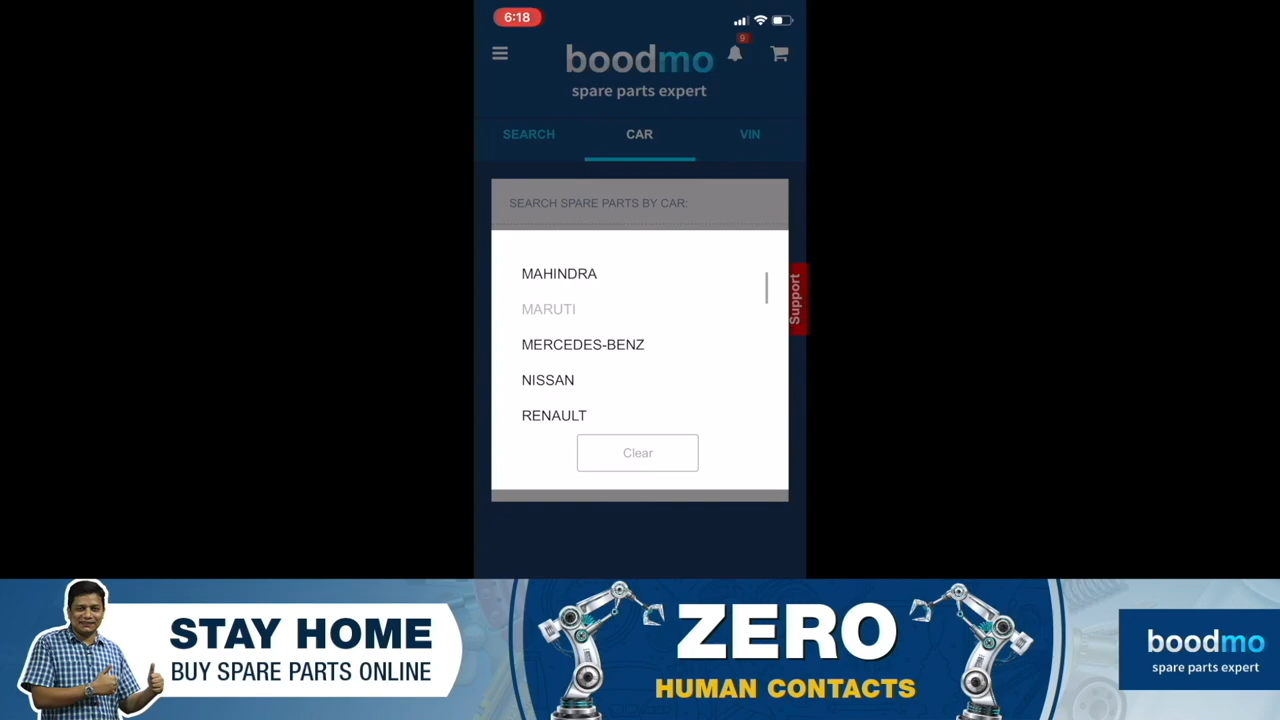 6:18
9
boodmo
spare parts expert
SEARCH
CAR
VIN
SEARCH SPARE PARTS BY CAR:
MAHINDRA
MARUTI
MERCEDES-BENZ
NISSAN
RENAULT
Clear
Support
STAY HOME
BUY SPARE PARTS ONLINE
ZERO
HUMAN CONTACTS
boodmo
spare parts expert